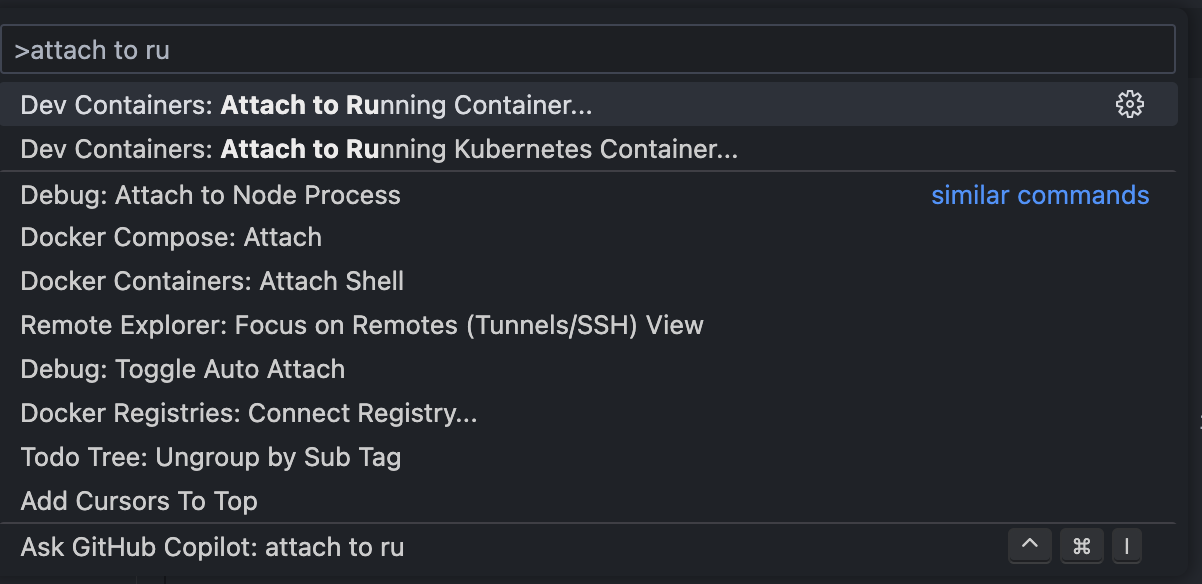 >attach to ru
Dev Containers: Attach to Running Container...
Dev Containers: Attach to Running Kubernetes Container...
Debug: Attach to Node Process similar commands
Docker Compose: Attach
Docker Containers: Attach Shell
Remote Explorer: Focus on Remotes (Tunnels/SSH) View
Debug: Toggle Auto Attach
Docker Registries: Connect Registry...
Todo Tree: Ungroup by Sub Tag
Add Cursors To Top
Ask GitHub Copilot: attach to ru ^ ⌘ I